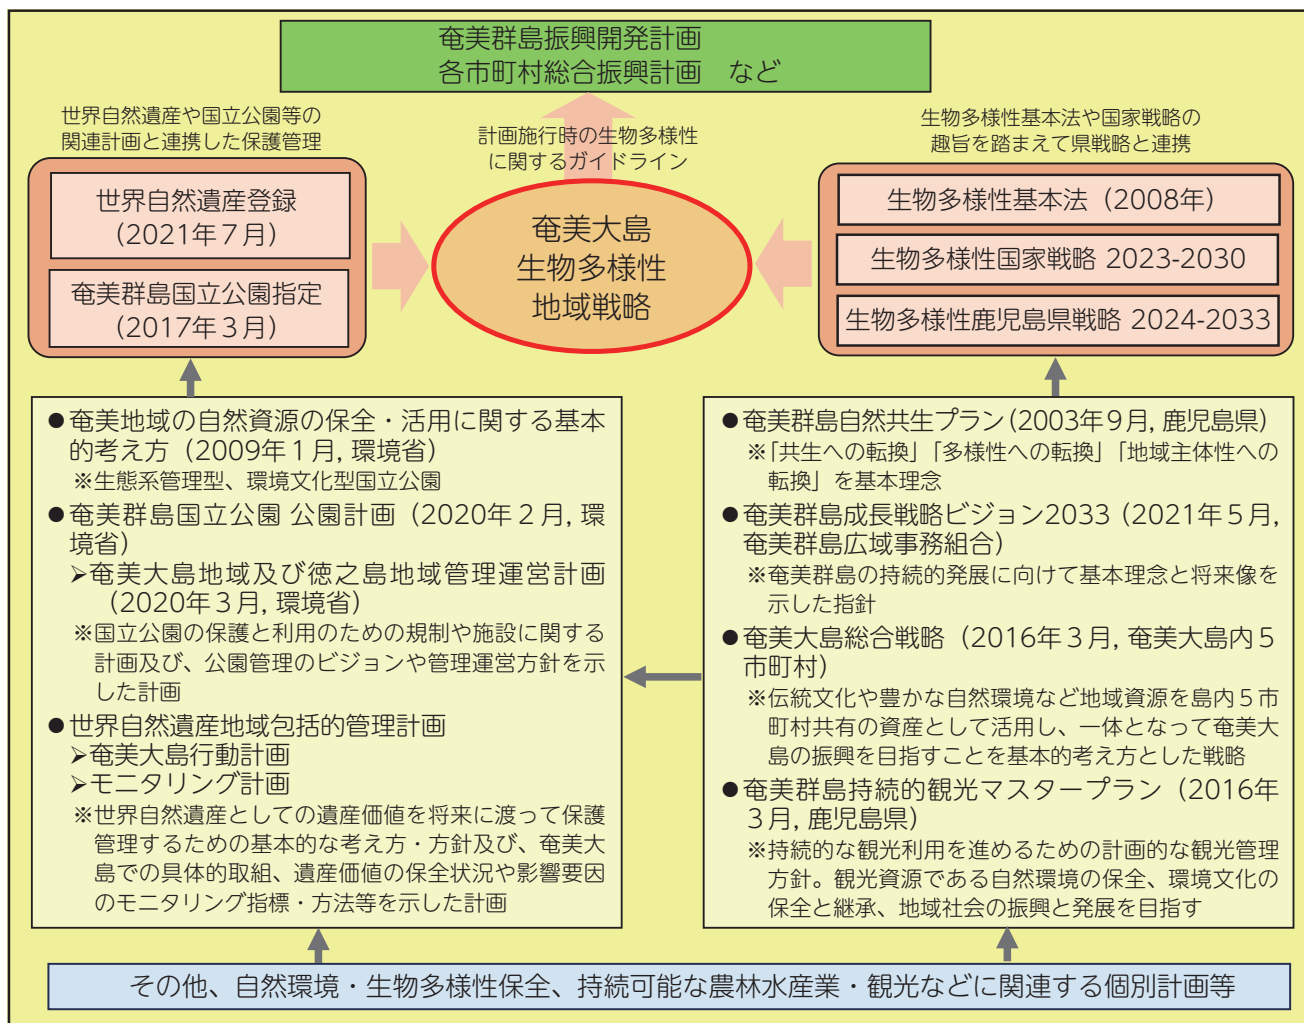 奄美群島振興開発計画
各市町村総合振興計画　など
世界自然遺産や国立公園等の
関連計画と連携した保護管理
計画施行時の生物多様性
に関するガイドライン
生物多様性基本法や国家戦略の
趣旨を踏まえて県戦略と連携
世界自然遺産登録
（2021年７月）
奄美群島国立公園指定
（2017年３月）
奄美大島
生物多様性
地域戦略
生物多様性基本法（2008年）
生物多様性国家戦略 2023-2030
生物多様性鹿児島県戦略 2024-2033
●奄美地域の自然資源の保全・活用に関する基本
的考え方（2009年１月, 環境省）
※生態系管理型、環境文化型国立公園
●奄美群島国立公園 公園計画（2020年２月, 環
境省）
➢奄美大島地域及び徳之島地域管理運営計画
（2020年３月, 環境省）
※国立公園の保護と利用のための規制や施設に関する
計画及び、公園管理のビジョンや管理運営方針を示
した計画
●世界自然遺産地域包括的管理計画
➢奄美大島行動計画
➢モニタリング計画
※世界自然遺産としての遺産価値を将来に渡って保護
管理するための基本的な考え方・方針及び、奄美大
島での具体的取組、遺産価値の保全状況や影響要因
のモニタリング指標・方法等を示した計画
●奄美群島自然共生プラン（2003年９月, 鹿児島県）
※「共生への転換」「多様性への転換」「地域主体性への
転換」を基本理念
●奄美群島成長戦略ビジョン2033（2021年５月,
奄美群島広域事務組合）
※奄美群島の持続的発展に向けて基本理念と将来像を
示した指針
●奄美大島総合戦略（2016年３月, 奄美大島内５
市町村）
※伝統文化や豊かな自然環境など地域資源を島内５市
町村共有の資産として活用し、一体となって奄美大
島の振興を目指すことを基本的考え方とした戦略
●奄美群島持続的観光マスタープラン（2016年
３月, 鹿児島県）
※持続的な観光利用を進めるための計画的な観光管理
方針。観光資源である自然環境の保全、環境文化の
保全と継承、地域社会の振興と発展を目指す
その他、自然環境・生物多様性保全、持続可能な農林水産業・観光などに関連する個別計画等